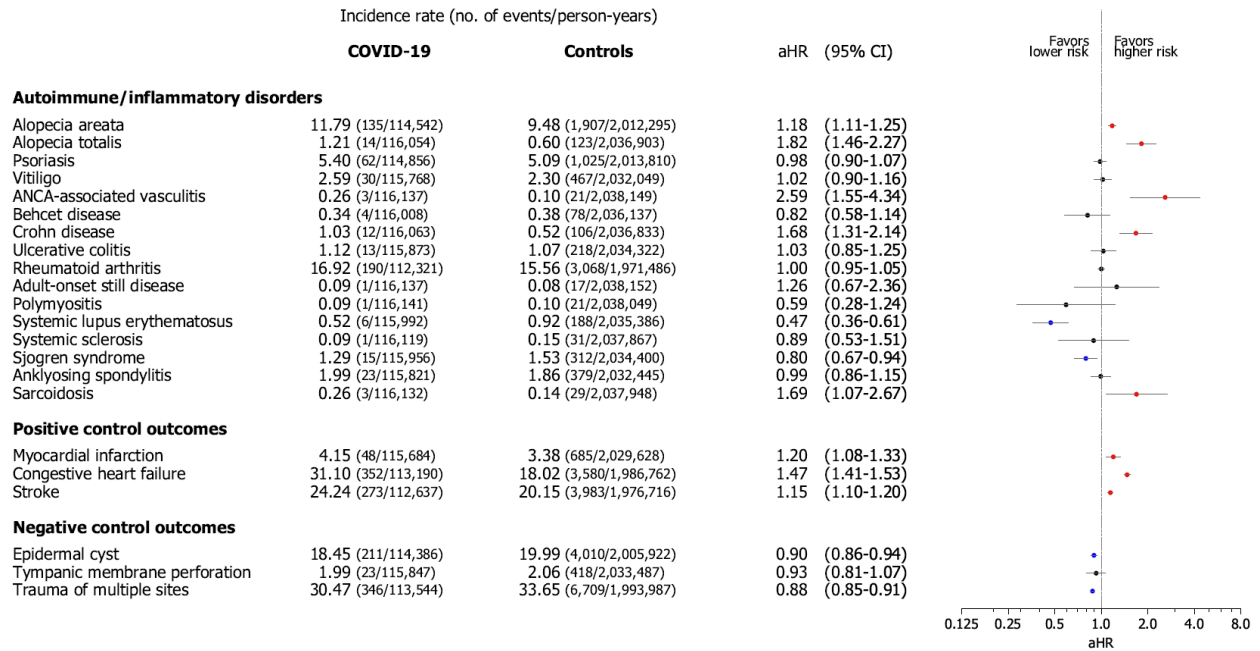 Incidence rate (no. of events/person-years)
COVID-19 Controls aHR (95% CI) Favors lower risk Favors higher risk
Autoimmune/inflammatory disorders
Alopecia areata 11.79 (135/114,542) 9.48 (1,907/2,012,295) 1.18 (1.11-1.25)
Alopecia totalis 1.21 (14/116,054) 0.60 (123/2,036,903) 1.82 (1.46-2.27)
Psoriasis 5.40 (62/114,856) 5.09 (1,025/2,013,810) 0.98 (0.90-1.07)
Vitiligo 2.59 (30/115,768) 2.30 (467/2,032,049) 1.02 (0.90-1.16)
ANCA-associated vasculitis 0.26 (3/116,137) 0.10 (21/2,038,149) 2.59 (1.55-4.34)
Behcet disease 0.34 (4/116,008) 0.38 (78/2,036,137) 0.82 (0.58-1.14)
Crohn disease 1.03 (12/116,063) 0.52 (106/2,036,833) 1.68 (1.31-2.14)
Ulcerative colitis 1.12 (13/115,873) 1.07 (218/2,034,322) 1.03 (0.85-1.25)
Rheumatoid arthritis 16.92 (190/112,321) 15.56 (3,068/1,971,486) 1.00 (0.95-1.05)
Adult-onset still disease 0.09 (1/116,137) 0.08 (17/2,038,152) 1.26 (0.67-2.36)
Polymyositis 0.09 (1/116,141) 0.10 (21/2,038,049) 0.59 (0.28-1.24)
Systemic lupus erythematosus 0.52 (6/115,992) 0.92 (188/2,035,386) 0.47 (0.36-0.61)
Systemic sclerosis 0.09 (1/116,119) 0.15 (31/2,037,867) 0.89 (0.53-1.51)
Sjogren syndrome 1.29 (15/115,956) 1.53 (312/2,034,400) 0.80 (0.67-0.94)
Anklyosing spondylitis 1.99 (23/115,821) 1.86 (379/2,032,445) 0.99 (0.86-1.15)
Sarcoidosis 0.26 (3/116,132) 0.14 (29/2,037,948) 1.69 (1.07-2.67)
Positive control outcomes
Myocardial infarction 4.15 (48/115,684) 3.38 (685/2,029,628) 1.20 (1.08-1.33)
Congestive heart failure 31.10 (352/113,190) 18.02 (3,580/1,986,762) 1.47 (1.41-1.53)
Stroke 24.24 (273/112,637) 20.15 (3,983/1,976,716) 1.15 (1.10-1.20)
Negative control outcomes
Epidermal cyst 18.45 (211/114,386) 19.99 (4,010/2,005,922) 0.90 (0.86-0.94)
Tympanic membrane perforation 1.99 (23/115,847) 2.06 (418/2,033,487) 0.93 (0.81-1.07)
Trauma of multiple sites 30.47 (346/113,544) 33.65 (6,709/1,993,987) 0.88 (0.85-0.91)
0.125 0.25 0.5 1.0 2.0 4.0 8.0
aHR